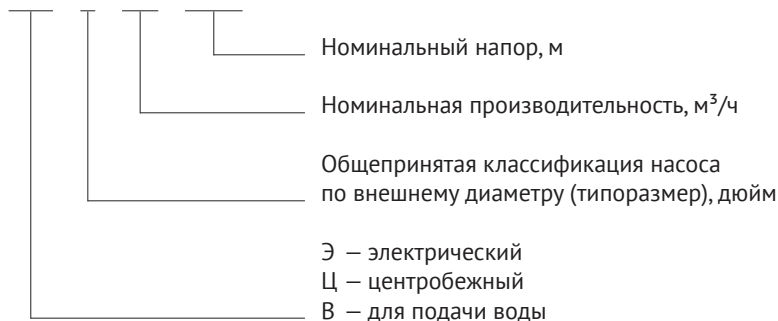 Номинальный напор, м
Номинальная производительность, м³/ч
Общепринятая классификация насоса
по внешнему диаметру (типоразмер), дюйм
Э — электрический
Ц — центробежный
В — для подачи воды